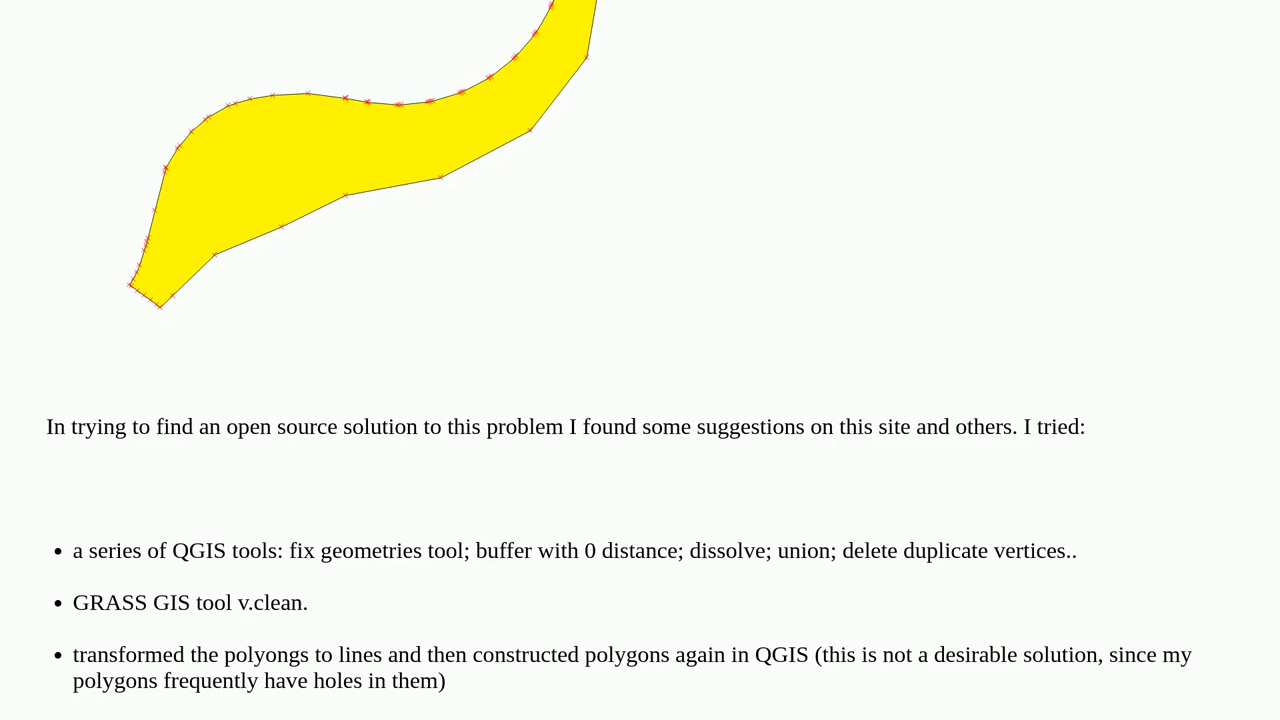 In trying to find an open source solution to this problem I found some suggestions on this site and others. I tried:
• a series of QGIS tools: fix geometries tool; buffer with 0 distance; dissolve; union; delete duplicate vertices..
• GRASS GIS tool v.clean.
• transformed the polyongs to lines and then constructed polygons again in QGIS (this is not a desirable solution, since my
polygons frequently have holes in them)